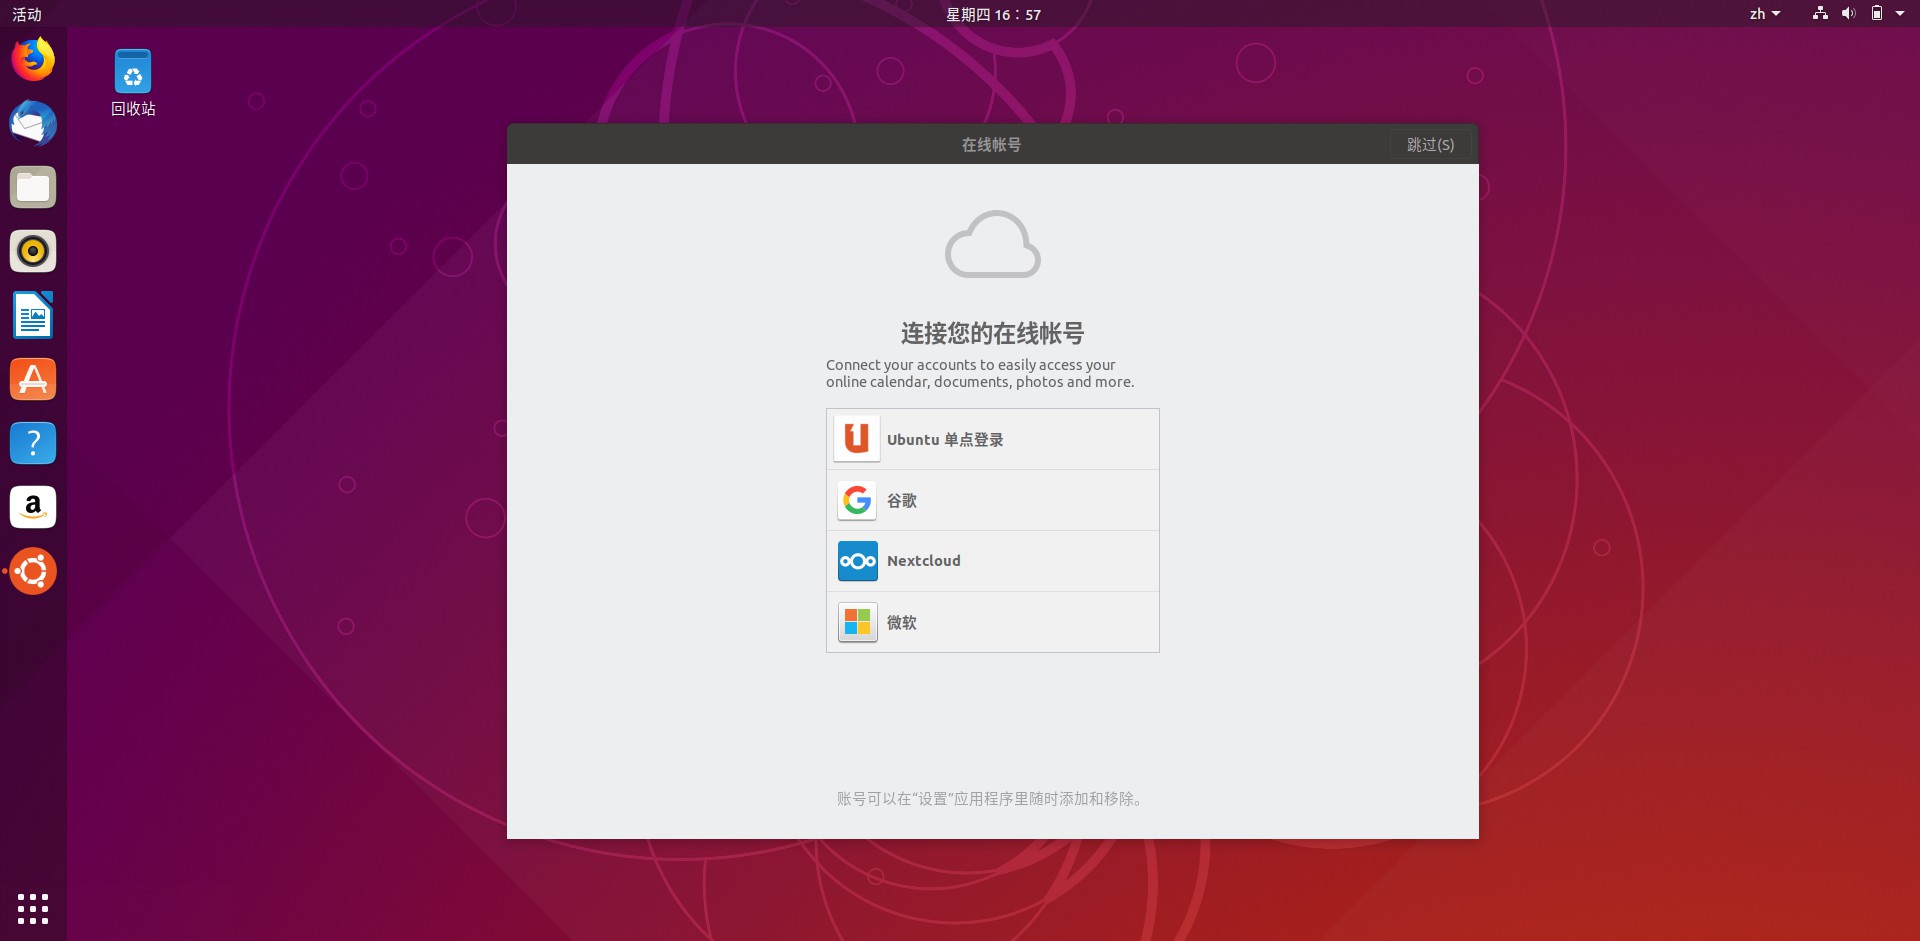 活动
星期四 16：57
zh
回收站
在线帐号
跳过(S)
连接您的在线帐号
Connect your accounts to easily access your
online calendar, documents, photos and more.
Ubuntu 单点登录
谷歌
Nextcloud
微软
账号可以在“设置”应用程序里随时添加和移除。